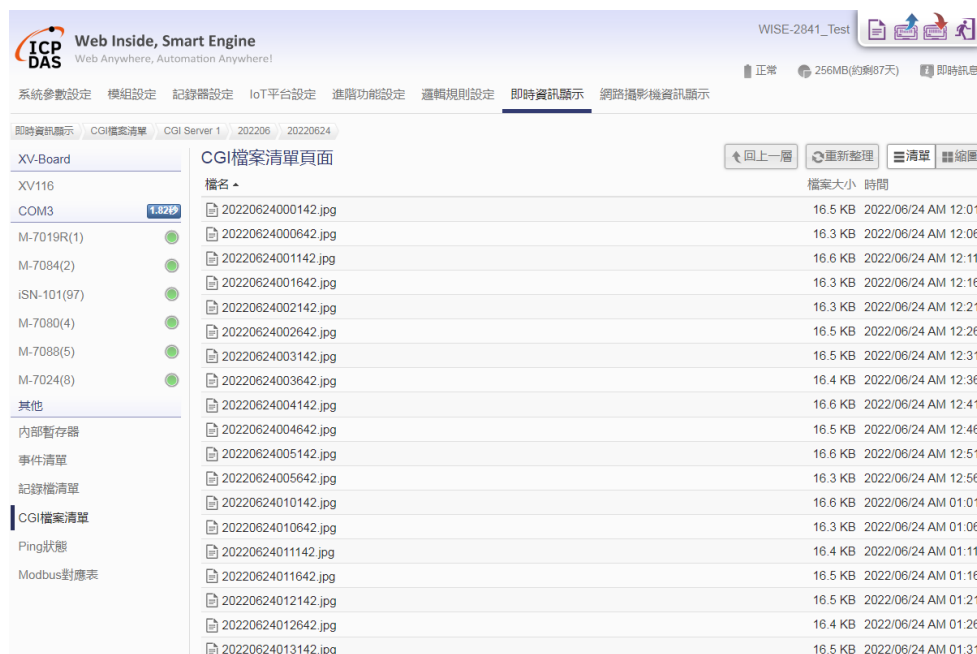 ICP DAS
Web Inside, Smart Engine
Web Anywhere, Automation Anywhere!
WISE-2841_Test
正常 256MB(約剩87天) 即時訊息
系統參數設定 模組設定 記錄器設定 IoT平台設定 進階功能設定 邏輯規則設定 即時資訊顯示 網路攝影機資訊顯示
即時資訊顯示 CGI檔案清單 CGI Server 1 202206 20220624
XV-Board
XV116
COM3 1.82秒
M-7019R(1)
M-7084(2)
iSN-101(97)
M-7080(4)
M-7088(5)
M-7024(8)
其他
內部暫存器
事件清單
記錄檔清單
CGI檔案清單
Ping狀態
Modbus對應表
CGI檔案清單頁面
回上一層 重新整理 清單 縮圖
檔名 檔案大小 時間
20220624000142.jpg 16.5 KB 2022/06/24 AM 12:01
20220624000642.jpg 16.3 KB 2022/06/24 AM 12:06
20220624001142.jpg 16.6 KB 2022/06/24 AM 12:11
20220624001642.jpg 16.3 KB 2022/06/24 AM 12:16
20220624002142.jpg 16.3 KB 2022/06/24 AM 12:21
20220624002642.jpg 16.5 KB 2022/06/24 AM 12:26
20220624003142.jpg 16.5 KB 2022/06/24 AM 12:31
20220624003642.jpg 16.4 KB 2022/06/24 AM 12:36
20220624004142.jpg 16.6 KB 2022/06/24 AM 12:41
20220624004642.jpg 16.5 KB 2022/06/24 AM 12:46
20220624005142.jpg 16.6 KB 2022/06/24 AM 12:51
20220624005642.jpg 16.3 KB 2022/06/24 AM 12:56
20220624010142.jpg 16.6 KB 2022/06/24 AM 01:01
20220624010642.jpg 16.3 KB 2022/06/24 AM 01:06
20220624011142.jpg 16.4 KB 2022/06/24 AM 01:11
20220624011642.jpg 16.5 KB 2022/06/24 AM 01:16
20220624012142.jpg 16.5 KB 2022/06/24 AM 01:21
20220624012642.jpg 16.4 KB 2022/06/24 AM 01:26
20220624013142.jpg 16.5 KB 2022/06/24 AM 01:31